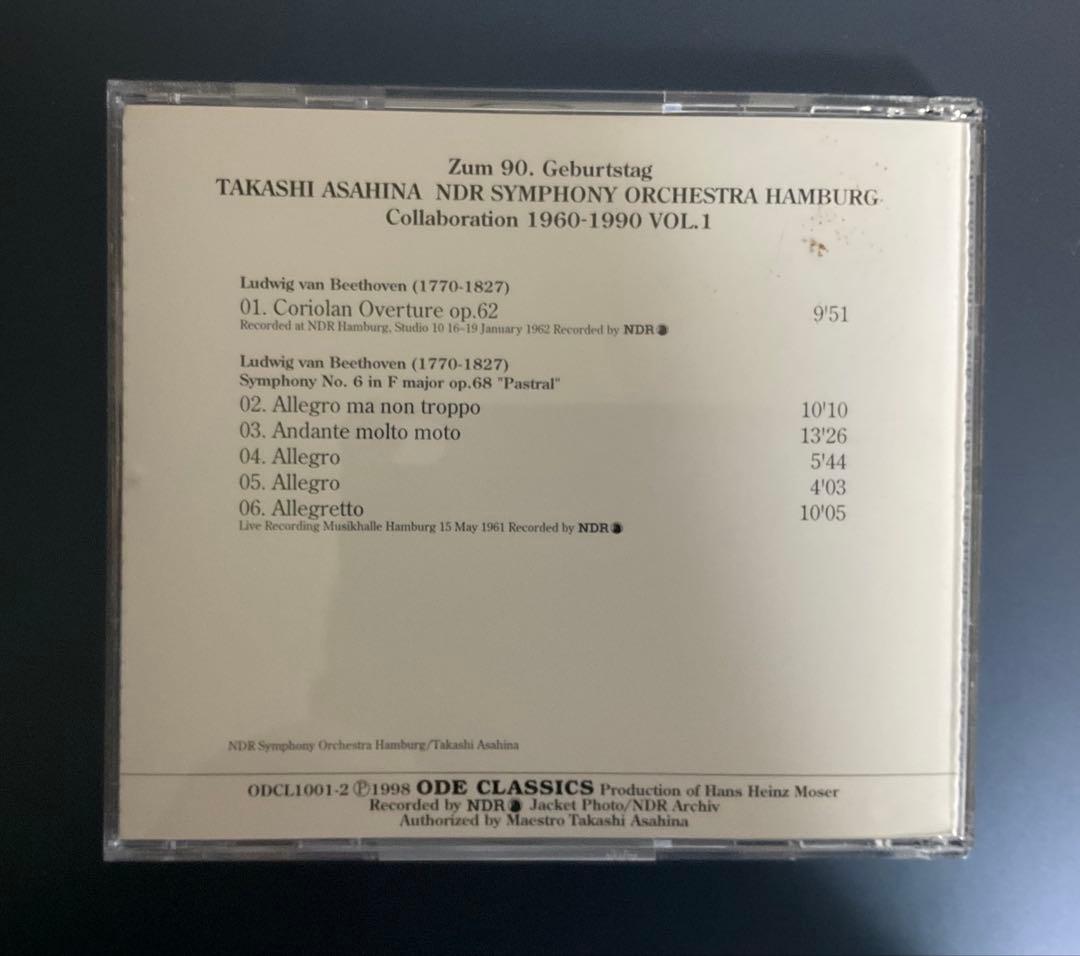 Zum 90. Geburtstag
TAKASHI ASAHINA NDR SYMPHONY ORCHESTRA HAMBURG
Collaboration 1960-1990 VOL.1
Ludwig van Beethoven (1770-1827)
01. Coriolan Overture op.62 9'51
Recorded at NDR Hamburg, Studio 10 16-19 January 1962 Recorded by NDR
Ludwig van Beethoven (1770-1827)
Symphony No. 6 in F major op.68 "Pastral"
02. Allegro ma non troppo 10'10
03. Andante molto moto 13'26
04. Allegro 5'44
05. Allegro 4'03
06. Allegretto 10'05
Live Recording Musikhalle Hamburg 15 May 1961 Recorded by NDR
NDR Symphony Orchestra Hamburg/Takashi Asahina
ODCL1001-2 ℗1998 ODE CLASSICS Production of Hans Heinz Moser
Recorded by NDR Jacket Photo/NDR Archiv
Authorized by Maestro Takashi Asahina